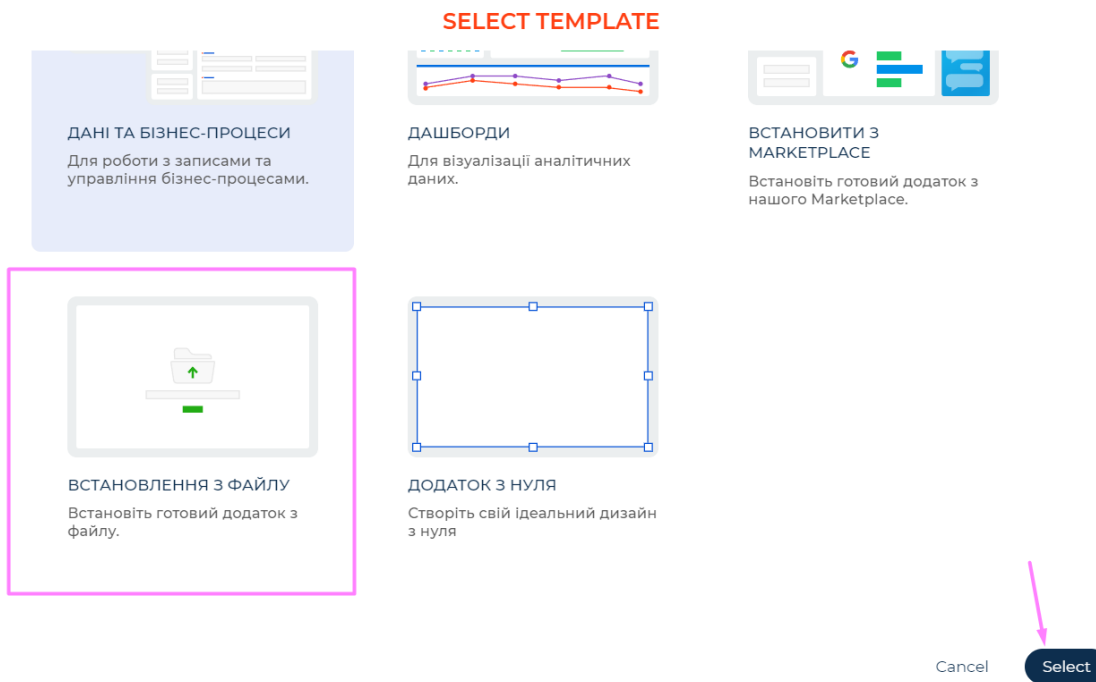 SELECT TEMPLATE
ДАНІ ТА БІЗНЕС-ПРОЦЕСИ
Для роботи з записами та
управління бізнес-процесами.
ДАШБОРДИ
Для візуалізації аналітичних
даних.
ВСТАНОВИТИ З
MARKETPLACE
Встановіть готовий додаток з
нашого Marketplace.
ВСТАНОВЛЕННЯ З ФАЙЛУ
Встановіть готовий додаток з
файлу.
ДОДАТОК З НУЛЯ
Створіть свій ідеальний дизайн
з нуля
Cancel
Select